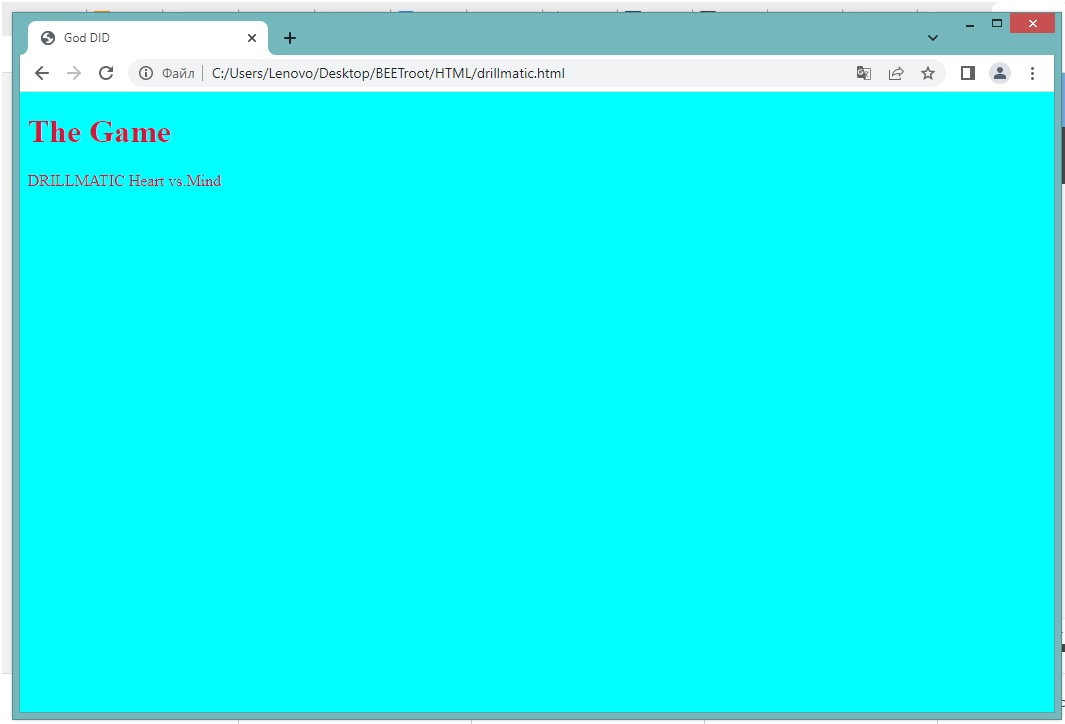 God DID
Файл C:/Users/Lenovo/Desktop/BEETroot/HTML/drillmatic.html
The Game
DRILLMATIC Heart vs.Mind